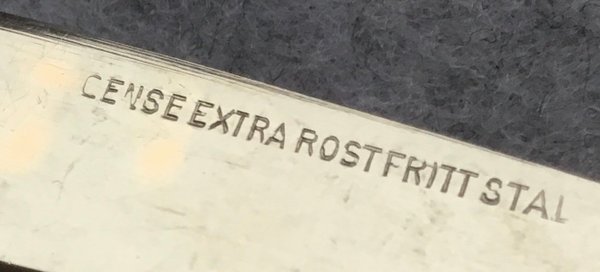 CENSE EXTRA ROSTFRITT STAL